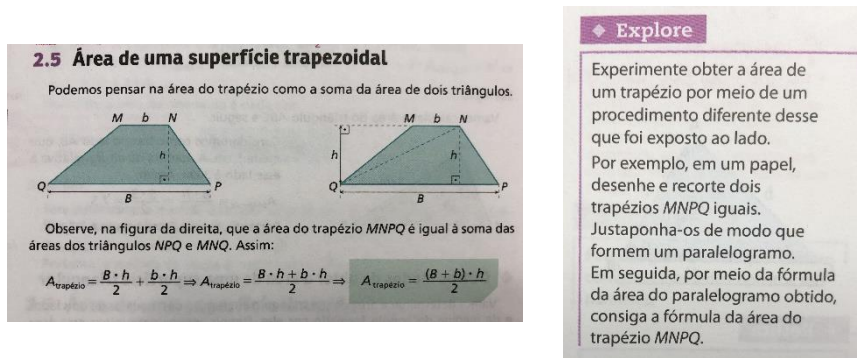 2.5 Área de uma superfície trapezoidal
Podemos pensar na área do trapézio como a soma da área de dois triângulos.
M b N
h
Q P
B
M b N
h h
Q P
B
Observe, na figura da direita, que a área do trapézio MNPQ é igual à soma das
áreas dos triângulos NPQ e MNQ. Assim:
A trapézio = B · h / 2 + b · h / 2 ⇒ A trapézio = B · h + b · h / 2 ⇒ A trapézio = (B + b) · h / 2
Explore
Experimente obter a área de
um trapézio por meio de um
procedimento diferente desse
que foi exposto ao lado.
Por exemplo, em um papel,
desenhe e recorte dois
trapézios MNPQ iguais.
Justaponha-os de modo que
formem um paralelogramo.
Em seguida, por meio da fórmula
da área do paralelogramo obtido,
consiga a fórmula da área do
trapézio MNPQ.